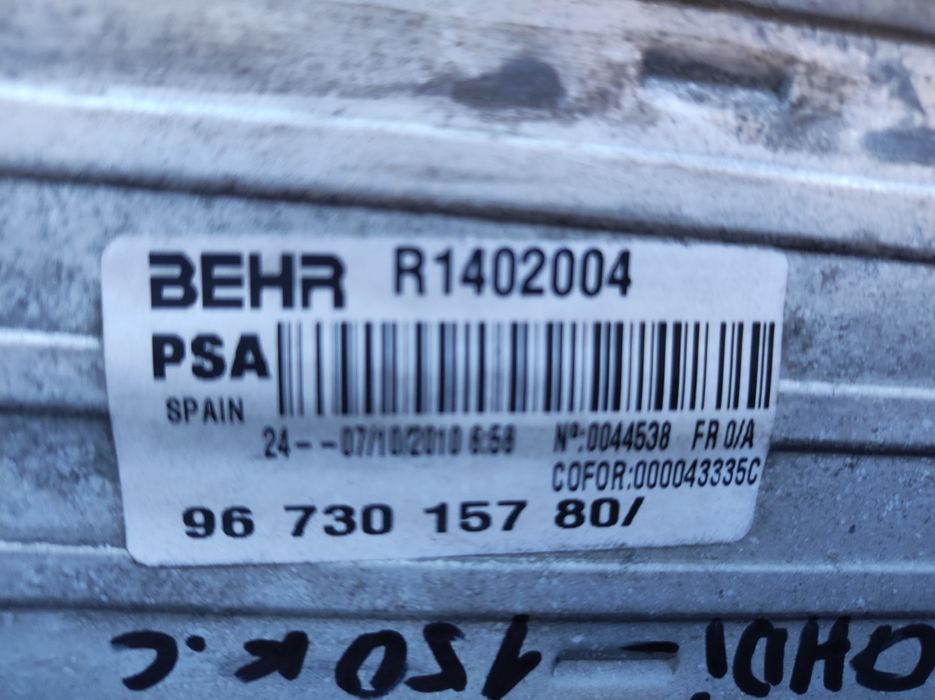 BEHR R1402004
PSA
SPAIN
24--07/10/2010 6:58 Nº:0044538 FR 0/A
COFOR:000043335C
96 730 157 80/
QHDi - 150 к.с